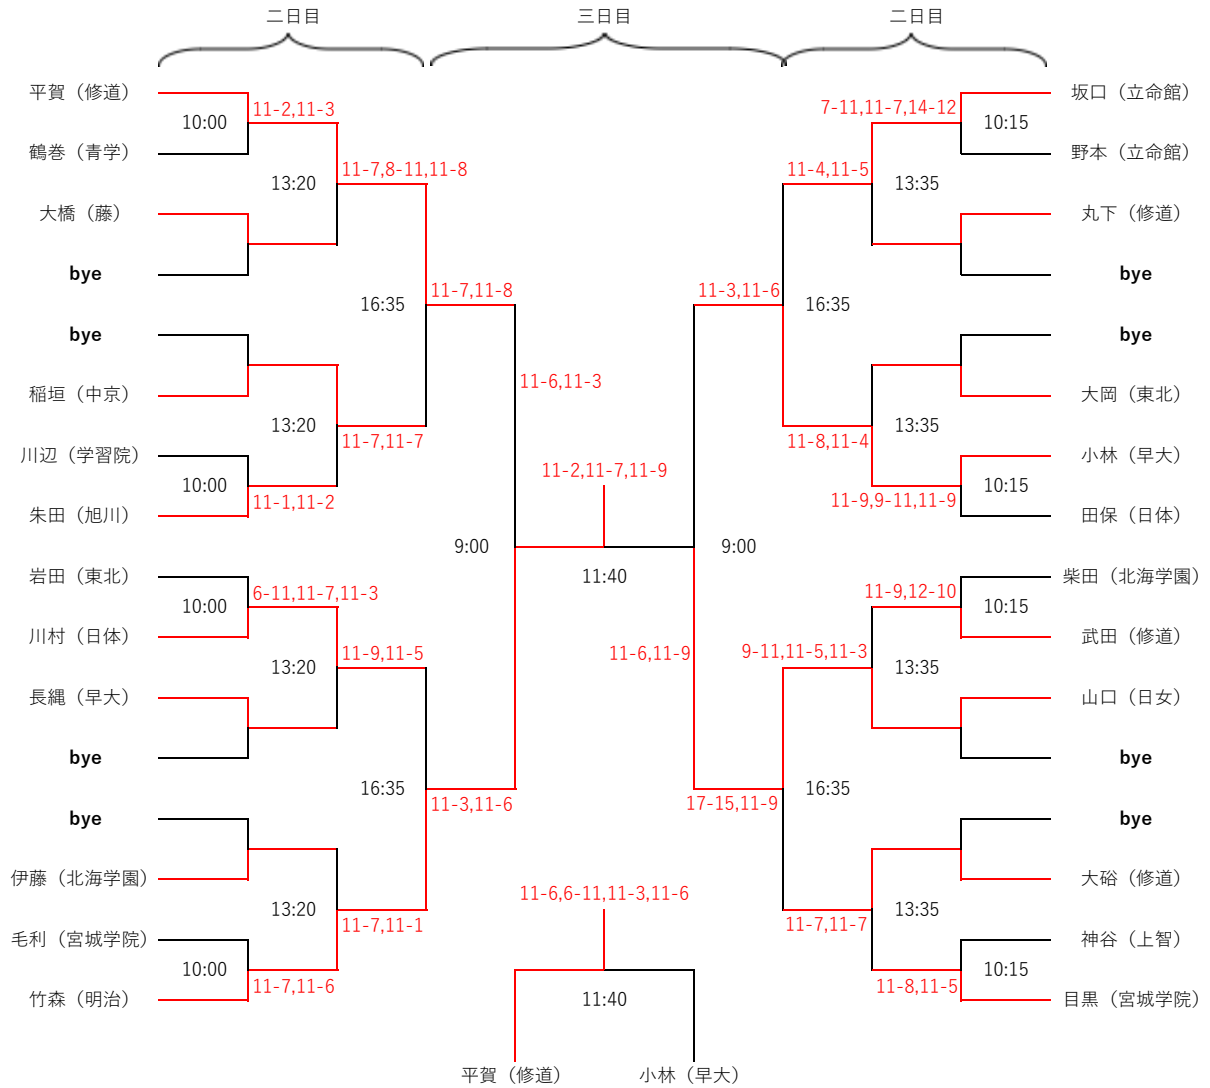 二日目
三日目
二日目
平賀（修道）
10:00
11-2,11-3
鶴巻（青学）
13:20
11-7,8-11,11-8
大橋（藤）
bye
16:35
11-7,11-8
bye
稲垣（中京）
13:20
11-7,11-7
川辺（学習院）
10:00
11-1,11-2
朱田（旭川）
11-6,11-3
9:00
岩田（東北）
10:00
6-11,11-7,11-3
川村（日体）
13:20
11-9,11-5
長縄（早大）
bye
16:35
11-3,11-6
bye
伊藤（北海学園）
13:20
11-7,11-1
毛利（宮城学院）
10:00
11-7,11-6
竹森（明治）
11-2,11-7,11-9
11:40
坂口（立命館）
7-11,11-7,14-12
10:15
野本（立命館）
11-4,11-5
13:35
丸下（修道）
bye
11-3,11-6
16:35
bye
大岡（東北）
11-8,11-4
13:35
小林（早大）
11-9,9-11,11-9
10:15
田保（日体）
9:00
11-6,11-9
柴田（北海学園）
11-9,12-10
10:15
武田（修道）
9-11,11-5,11-3
13:35
山口（日女）
bye
16:35
17-15,11-9
bye
大硲（修道）
13:35
11-7,11-7
神谷（上智）
10:15
11-8,11-5
目黒（宮城学院）
11-6,6-11,11-3,11-6
11:40
平賀（修道）
小林（早大）